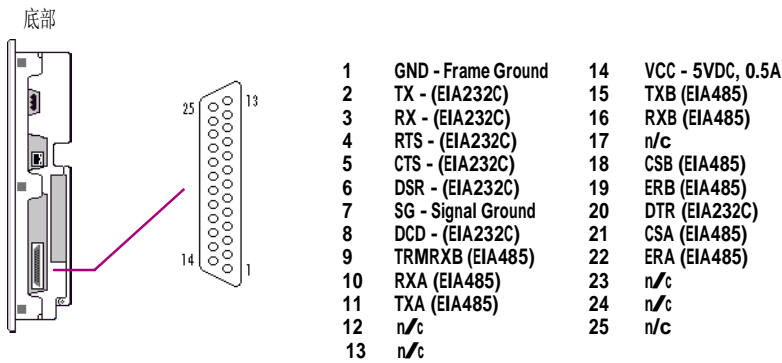 底部
25
13
14
1
1 GND - Frame Ground 14 VCC - 5VDC, 0.5A
2 TX - (EIA232C) 15 TXB (EIA485)
3 RX - (EIA232C) 16 RXB (EIA485)
4 RTS - (EIA232C) 17 n/c
5 CTS - (EIA232C) 18 CSB (EIA485)
6 DSR - (EIA232C) 19 ERB (EIA485)
7 SG - Signal Ground 20 DTR (EIA232C)
8 DCD - (EIA232C) 21 CSA (EIA485)
9 TRMRXB (EIA485) 22 ERA (EIA485)
10 RXA (EIA485) 23 n/c
11 TXA (EIA485) 24 n/c
12 n/c 25 n/c
13 n/c